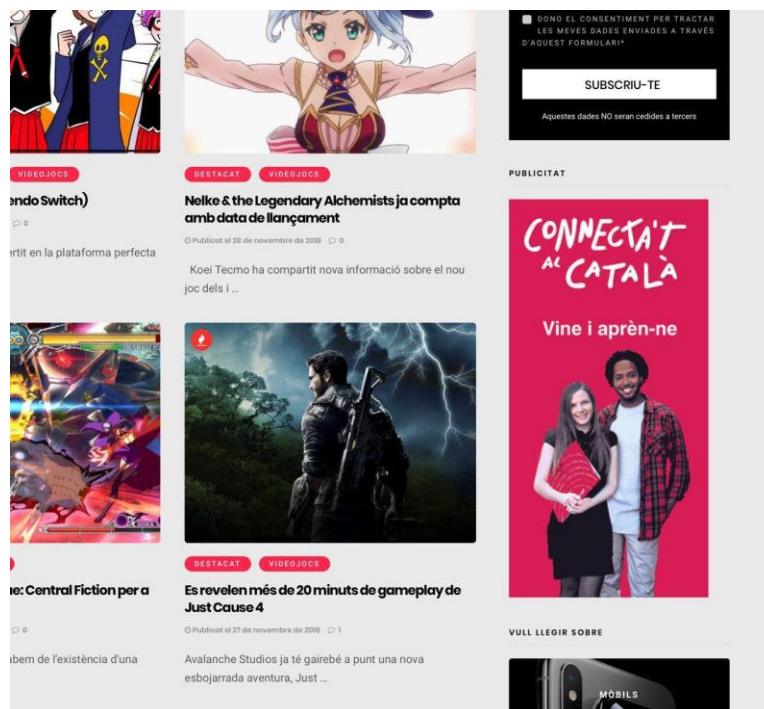 VIDEOJOCS
endo Switch)
0
rtit en la plataforma perfecta
e: Central Fiction per a
0
bem de l'existència d'una
DESTACAT VIDEOJOCS
Nelke & the Legendary Alchemists ja compta
amb data de llançament
Publicat el 28 de novembre de 2018 0
Koei Tecmo ha compartit nova informació sobre el nou
joc dels i ...
DESTACAT VIDEOJOCS
Es revelen més de 20 minuts de gameplay de
Just Cause 4
Publicat el 27 de novembre de 2018 1
Avalanche Studios ja té gairebé a punt una nova
esbojarrada aventura, Just ...
DONO EL CONSENTIMENT PER TRACTAR
LES MEVES DADES ENVIADES A TRAVÉS
D'AQUEST FORMULARI*
SUBSCRIU-TE
Aquestes dades NO seran cedides a tercers
PUBLICITAT
CONNECTA'T
AL CATALÀ
Vine i aprèn-ne
VULL LLEGIR SOBRE
MÒBILS